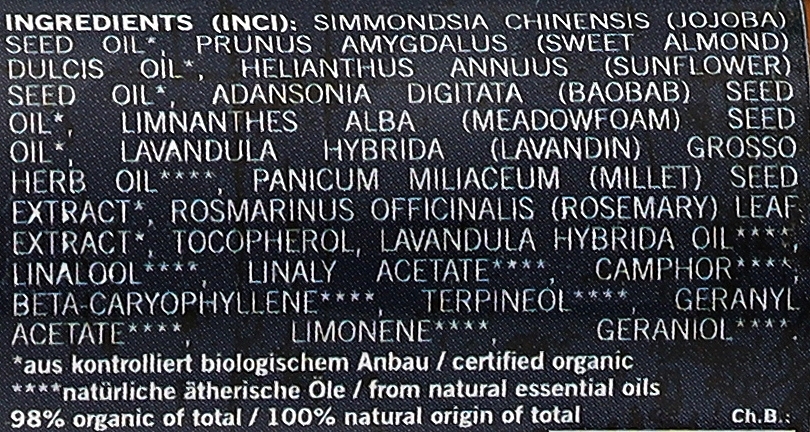 INGREDIENTS (INCI): SIMMONDSIA CHINENSIS (JOJOBA)
SEED OIL*, PRUNUS AMYGDALUS (SWEET ALMOND)
DULCIS OIL*, HELIANTHUS ANNUUS (SUNFLOWER)
SEED OIL*, ADANSONIA DIGITATA (BAOBAB) SEED
OIL*, LIMNANTHES ALBA (MEADOWFOAM) SEED
OIL*, LAVANDULA HYBRIDA (LAVANDIN) GROSSO
HERB OIL****, PANICUM MILIACEUM (MILLET) SEED
EXTRACT*, ROSMARINUS OFFICINALIS (ROSEMARY) LEAF
EXTRACT*, TOCOPHEROL, LAVANDULA HYBRIDA OIL****,
LINALOOL****, LINALY ACETATE****, CAMPHOR****,
BETA-CARYOPHYLLENE****, TERPINEOL****, GERANYL
ACETATE****, LIMONENE****, GERANIOL****.
*aus kontrolliert biologischem Anbau / certified organic
****natürliche ätherische Öle / from natural essential oils
98% organic of total / 100% natural origin of total Ch.B.: